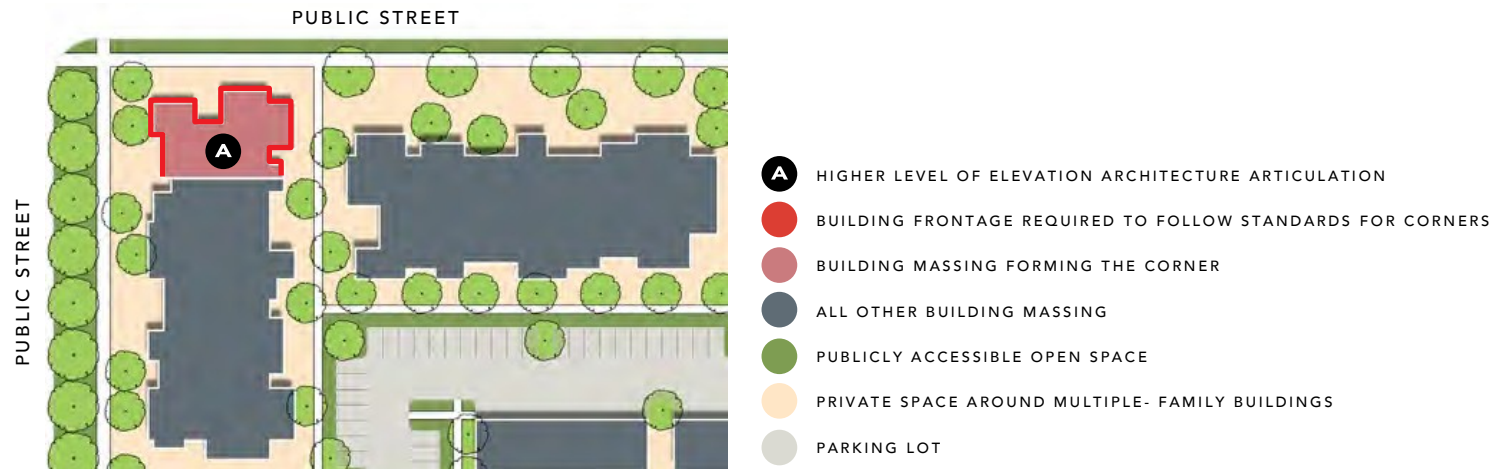 PUBLIC STREET
PUBLIC STREET
A
A HIGHER LEVEL OF ELEVATION ARCHITECTURE ARTICULATION
BUILDING FRONTAGE REQUIRED TO FOLLOW STANDARDS FOR CORNERS
BUILDING MASSING FORMING THE CORNER
ALL OTHER BUILDING MASSING
PUBLICLY ACCESSIBLE OPEN SPACE
PRIVATE SPACE AROUND MULTIPLE- FAMILY BUILDINGS
PARKING LOT